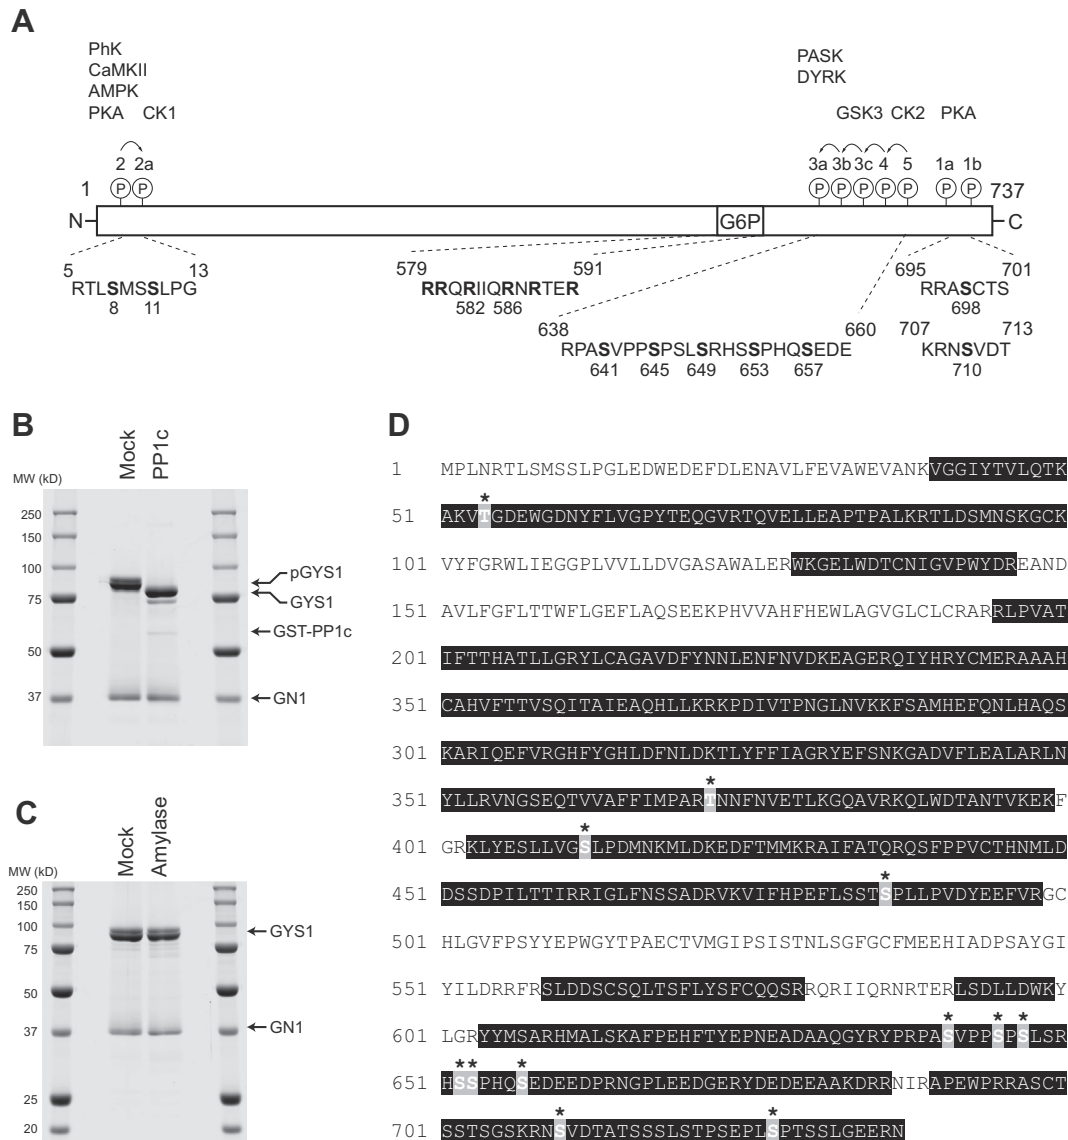 A
PhK
CaMKII
AMPK
PKA CK1
PASK
DYRK
GSK3 CK2 PKA
2 2a 3a 3b 3c 4 5 1a 1b
1 P P P P P P P P P 737
N G6P C
5 13 579 591 695 701
RTLSMSSLPG RRQRIIQRNRTER RRASCTS
8 11 582 586 698
638 660 707 713
RPASVPPSPSLSRHSSPHQSEDE KRNSVDT
641 645 649 653 657 710
B
Mock
PP1c
MW (kD)
250
150
100
75
50
37
pGYS1
GYS1
GST-PP1c
GN1
C
Mock
Amylase
MW (kD)
250
150
100
75
50
37
25
20
GYS1
GN1
D
1 MPLNRTLSMSSLPGLEDWEDEFDLENAVLFEVAWEVANKVGGIYTVLQTK
*
51 AKVTGDEWGDNYFLVGPYTEQGVRTQVELLEAPTPALKRTLDSMNSKGCK
101 VYFGRWLIEGGPLVVLLDVGASAWALERWKGELWDTCNIGVPWYDREAND
151 AVLFGFLTTWFLGEFLAQSEEKPHVVAHFHEWLAGVGLCLCRARRLPVAT
201 IFTTHATLLGRYLCAGAVDFYNNLENFNVDKEAGERQIYHRYCMERAAAH
351 CAHVFTTVSQITAIEAQHLLKRKPDIVTPNGLNVKKFSAMHEFQNLHAQS
301 KARIQEFVRGHFYGHLDFNLDKTLYFFIAGRYEFSNKGADVFLEALARLN
*
351 YLLRVNGSEQTVVAFFIMPARTNNFNVETLKGQAVRKQLWDTANTVKEKF
*
401 GRKLYESLLVGSLPDMNKMLDKEDFTMMKRAIFATQRQSFPPVCTHNMLD
*
451 DSSDPILTTIRRIGLFNSSADRVKVIFHPEFLSSTSPLLPVDYEEFVRGC
501 HLGVFPSYYEPWGYTPAECTVMGIPSISTNLSGFGCFMEEHIADPSAYGI
551 YILDRRFRSLDDSCSQLTSFLYSFCQQSRRQRIIQRNRTERLSDLLDWKY
* * *
601 LGRYYMSARHMALSKAFPEHFTYEPNEADAAQGYRYPRPASVPPSPSLSR
** *
651 HSSPHQSEDEEDPRNGPLEEDGERYDEDEEAAKDRRNIRAPEWPRRASCT
* *
701 SSTSGSKRNSVDTATSSSLSTPSEPLSPTSSLGEERN